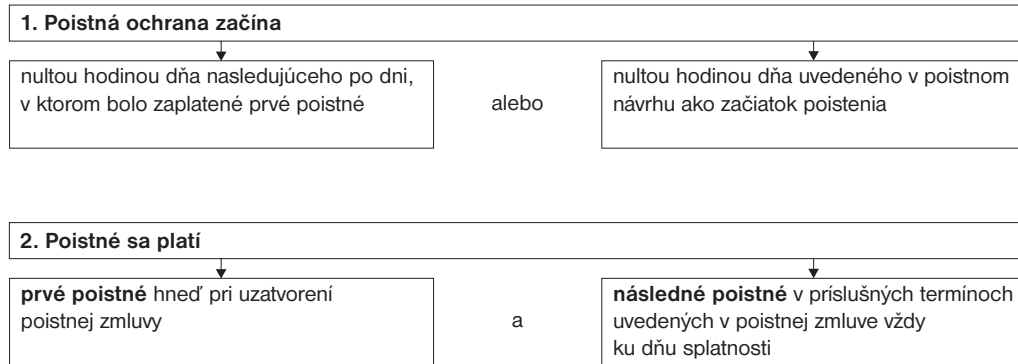 1. Poistná ochrana začína
nultou hodinou dňa nasledujúceho po dni,
v ktorom bolo zaplatené prvé poistné
alebo
nultou hodinou dňa uvedeného v poistnom
návrhu ako začiatok poistenia
2. Poistné sa platí
prvé poistné hneď pri uzatvorení
poistnej zmluvy
a
následné poistné v príslušných termínoch
uvedených v poistnej zmluve vždy
ku dňu splatnosti